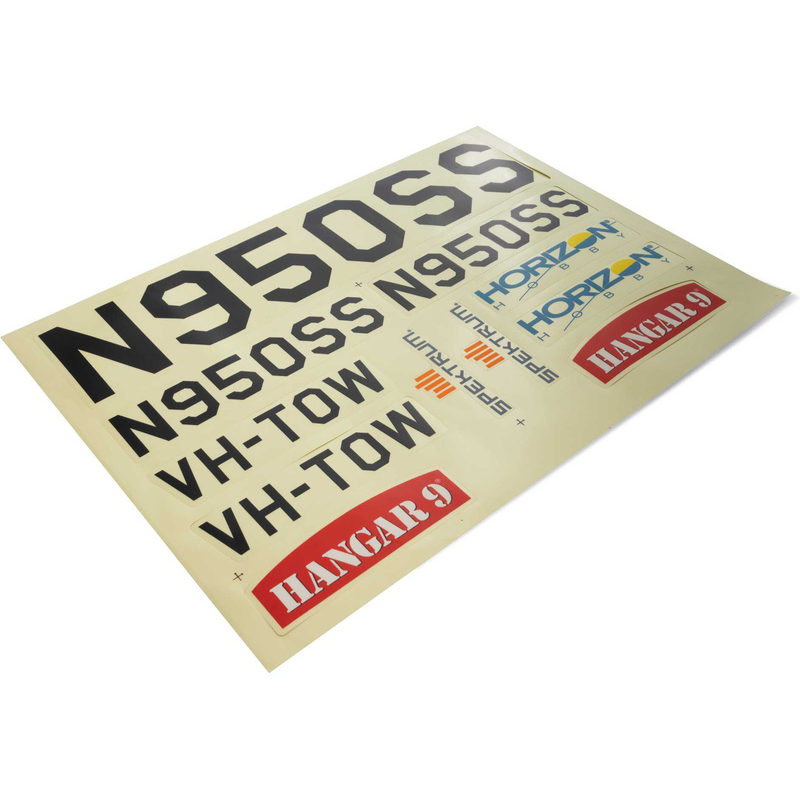 N950SS
N950SS
VH-TOW
VH-TOW
HANGAR 9®
N950SS
HORIZON®
HOBBY
HORIZON®
HOBBY
SPEKTRUM.
SPEKTRUM.
HANGAR 9®